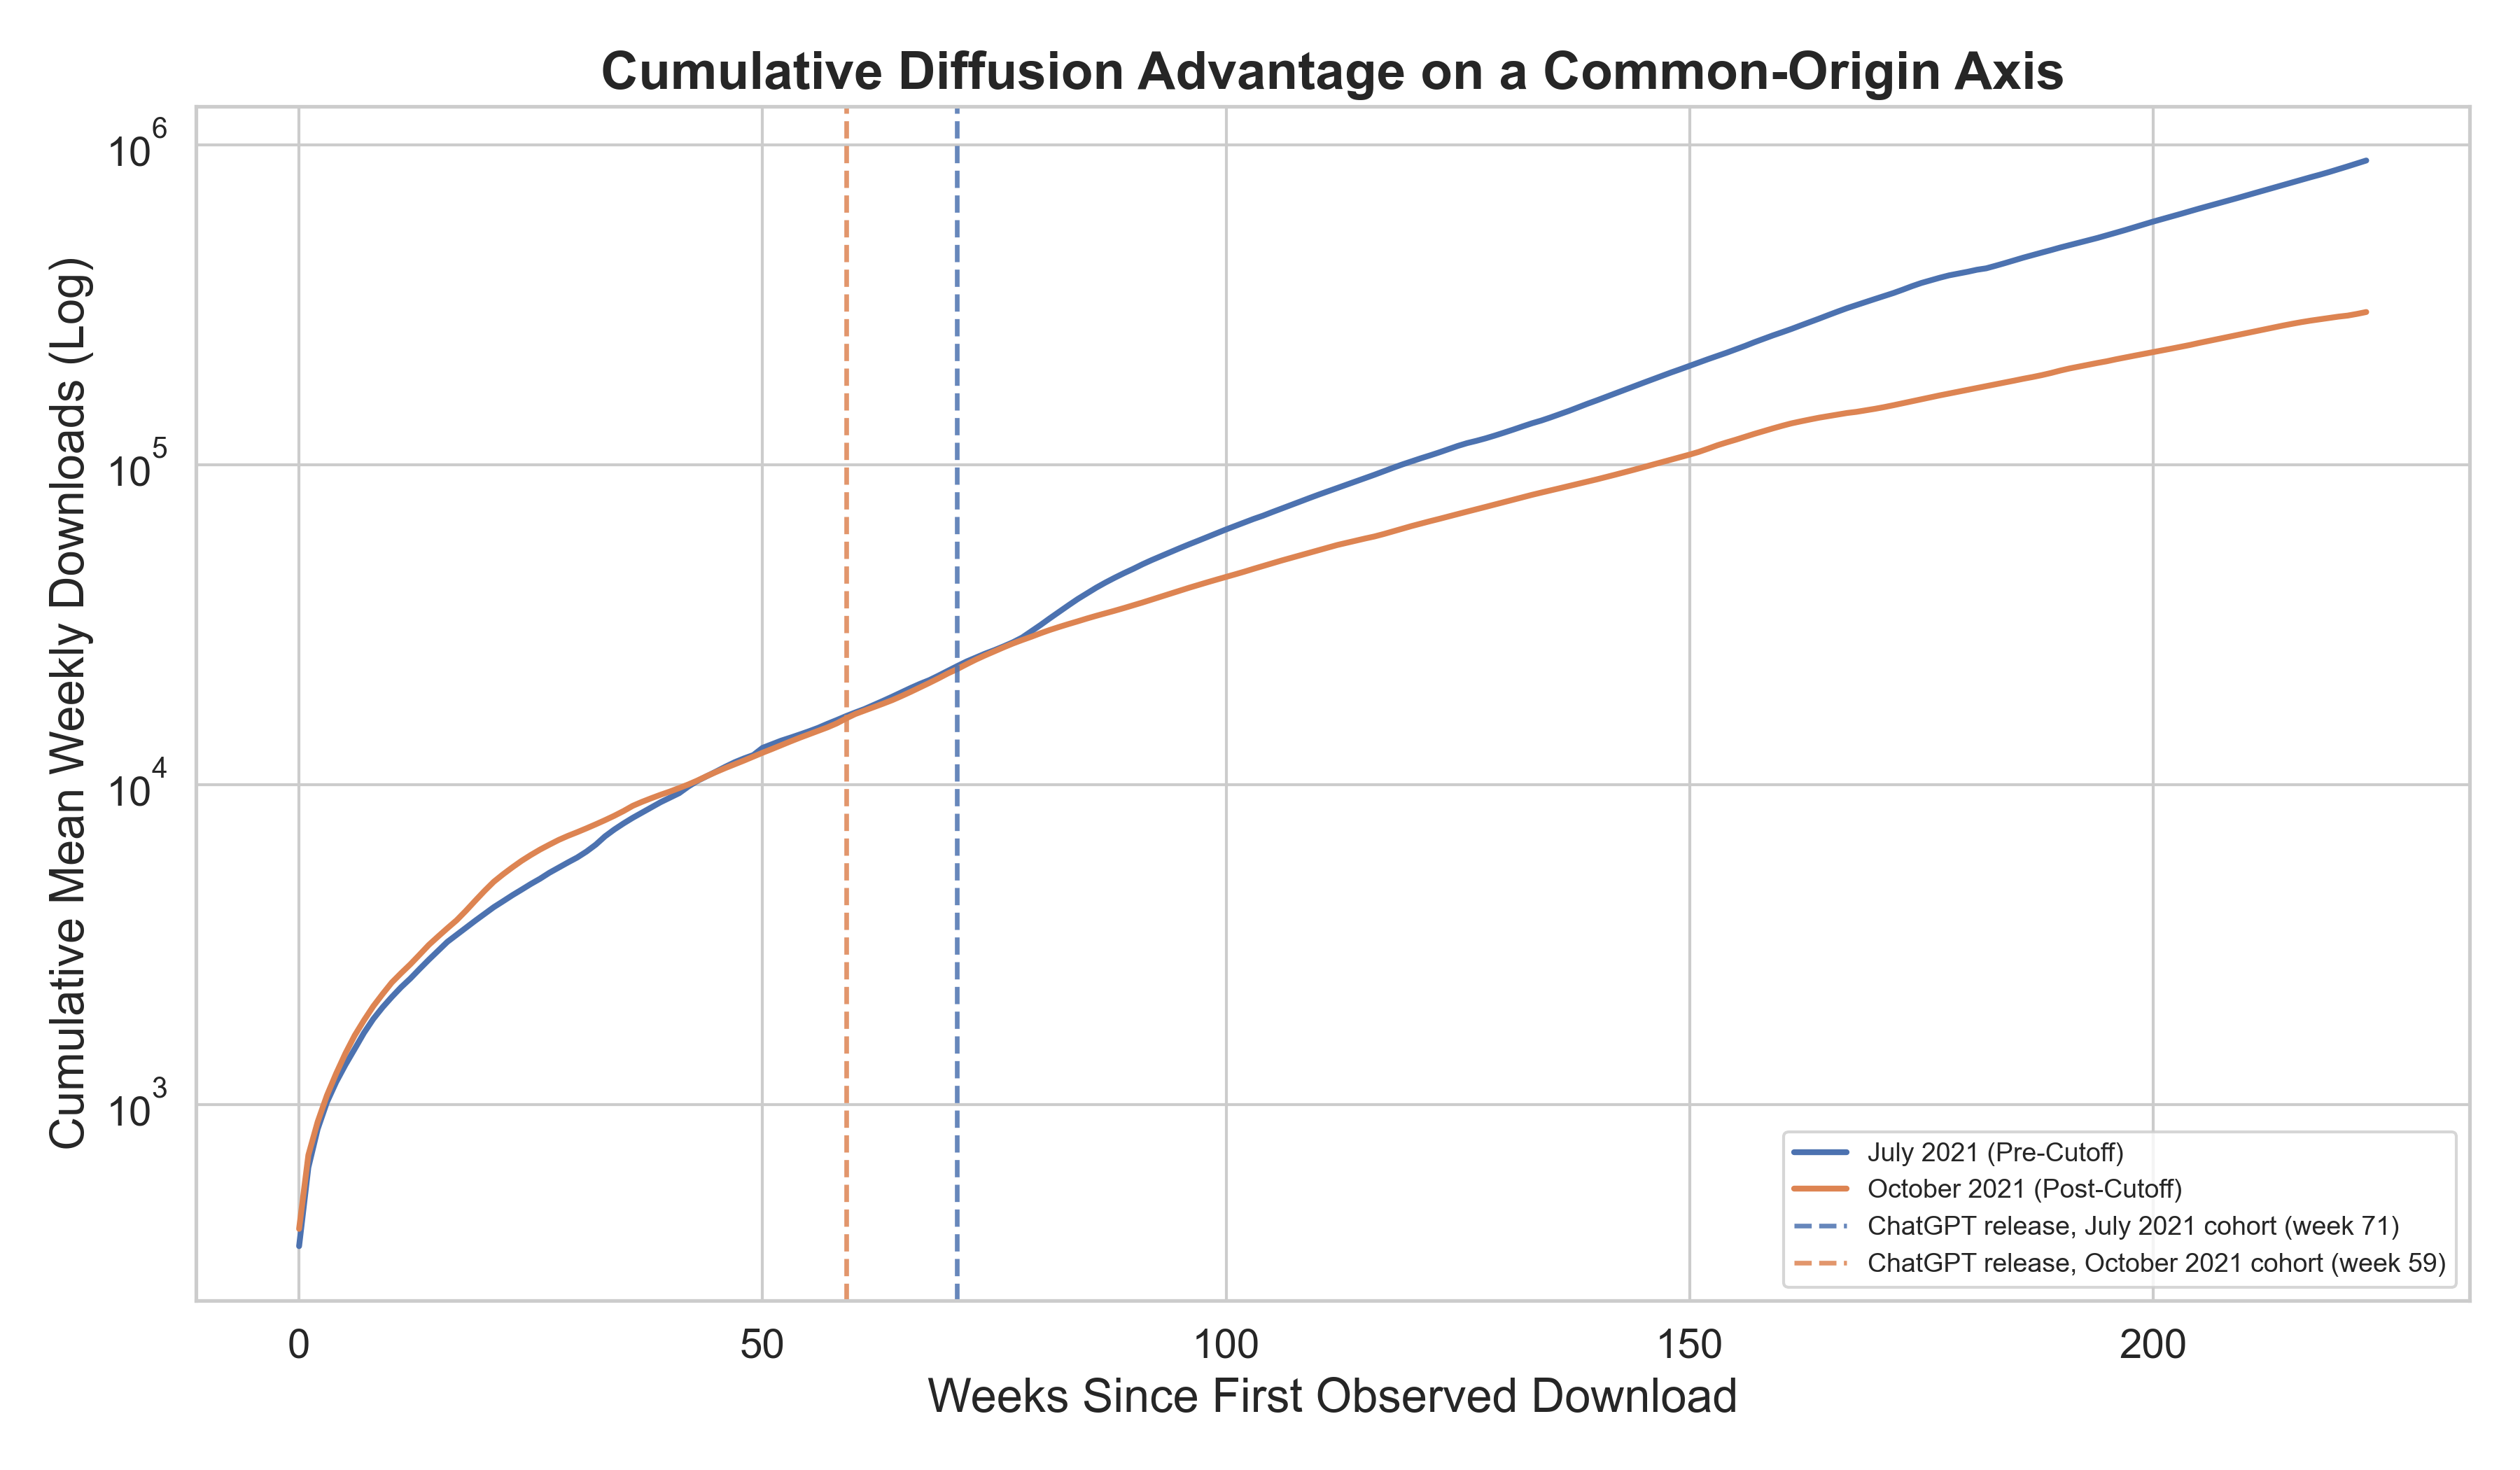 Cumulative Diffusion Advantage on a Common-Origin Axis
Cumulative Mean Weekly Downloads (Log)
10^6
10^5
10^4
10^3
0 50 100 150 200
Weeks Since First Observed Download
July 2021 (Pre-Cutoff)
October 2021 (Post-Cutoff)
ChatGPT release, July 2021 cohort (week 71)
ChatGPT release, October 2021 cohort (week 59)